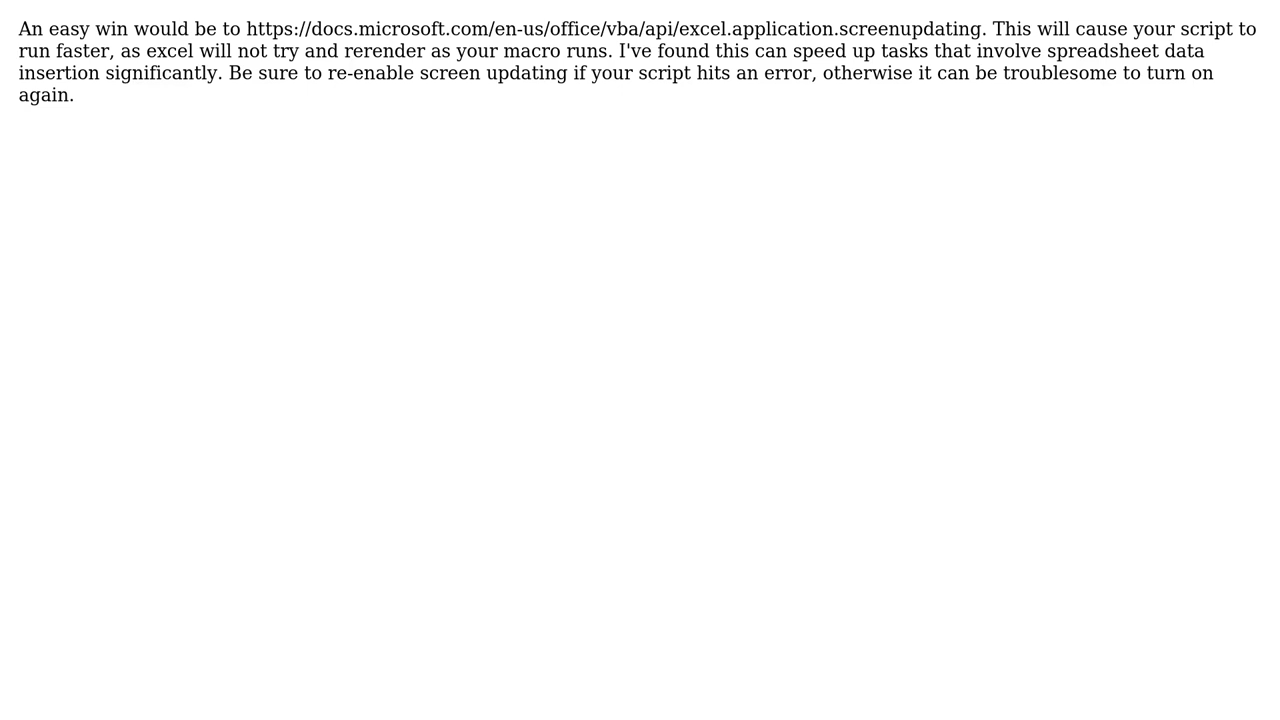 An easy win would be to https://docs.microsoft.com/en-us/office/vba/api/excel.application.screenupdating. This will cause your script to
run faster, as excel will not try and rerender as your macro runs. I've found this can speed up tasks that involve spreadsheet data
insertion significantly. Be sure to re-enable screen updating if your script hits an error, otherwise it can be troublesome to turn on
again.